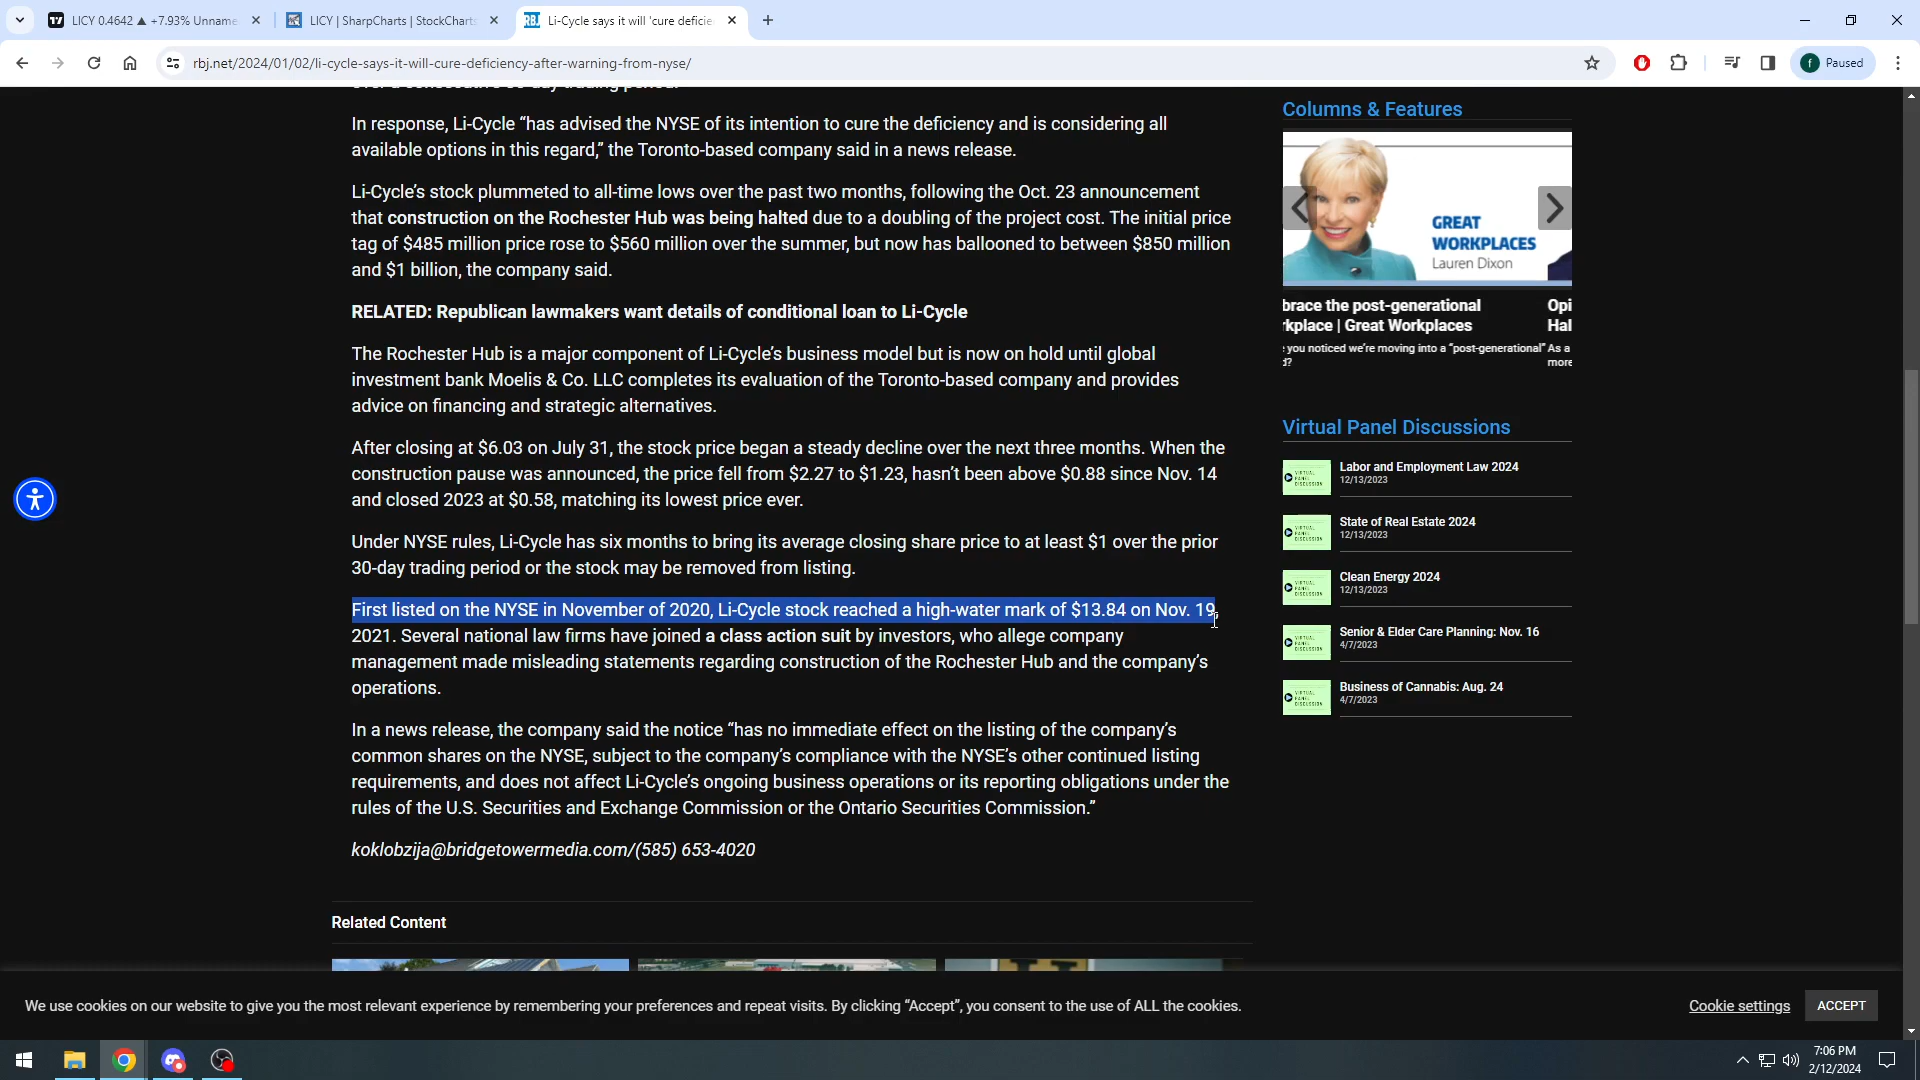 LICY 0.4642 ▲ +7.93% Unname
LICY | SharpCharts | StockCharts
RBJ
Li-Cycle says it will 'cure deficie
rbj.net/2024/01/02/li-cycle-says-it-will-cure-deficiency-after-warning-from-nyse/
f
Paused
In response, Li-Cycle “has advised the NYSE of its intention to cure the deficiency and is considering all
available options in this regard,” the Toronto-based company said in a news release.
Li-Cycle’s stock plummeted to all-time lows over the past two months, following the Oct. 23 announcement
that construction on the Rochester Hub was being halted due to a doubling of the project cost. The initial price
tag of $485 million price rose to $560 million over the summer, but now has ballooned to between $850 million
and $1 billion, the company said.
RELATED: Republican lawmakers want details of conditional loan to Li-Cycle
The Rochester Hub is a major component of Li-Cycle’s business model but is now on hold until global
investment bank Moelis & Co. LLC completes its evaluation of the Toronto-based company and provides
advice on financing and strategic alternatives.
After closing at $6.03 on July 31, the stock price began a steady decline over the next three months. When the
construction pause was announced, the price fell from $2.27 to $1.23, hasn’t been above $0.88 since Nov. 14
and closed 2023 at $0.58, matching its lowest price ever.
Under NYSE rules, Li-Cycle has six months to bring its average closing share price to at least $1 over the prior
30-day trading period or the stock may be removed from listing.
First listed on the NYSE in November of 2020, Li-Cycle stock reached a high-water mark of $13.84 on Nov. 19,
2021. Several national law firms have joined a class action suit by investors, who allege company
management made misleading statements regarding construction of the Rochester Hub and the company’s
operations.
In a news release, the company said the notice “has no immediate effect on the listing of the company’s
common shares on the NYSE, subject to the company’s compliance with the NYSE’s other continued listing
requirements, and does not affect Li-Cycle’s ongoing business operations or its reporting obligations under the
rules of the U.S. Securities and Exchange Commission or the Ontario Securities Commission.”
koklobzija@bridgetowermedia.com/(585) 653-4020
Related Content
Columns & Features
GREAT
WORKPLACES
Lauren Dixon
brace the post-generational
rkplace | Great Workplaces
you noticed we’re moving into a “post-generational”
d?
Opi
Hal
As a
more
Virtual Panel Discussions
Labor and Employment Law 2024
12/13/2023
State of Real Estate 2024
12/13/2023
Clean Energy 2024
12/13/2023
Senior & Elder Care Planning: Nov. 16
4/7/2023
Business of Cannabis: Aug. 24
4/7/2023
We use cookies on our website to give you the most relevant experience by remembering your preferences and repeat visits. By clicking “Accept”, you consent to the use of ALL the cookies.
Cookie settings
ACCEPT
7:06 PM
2/12/2024